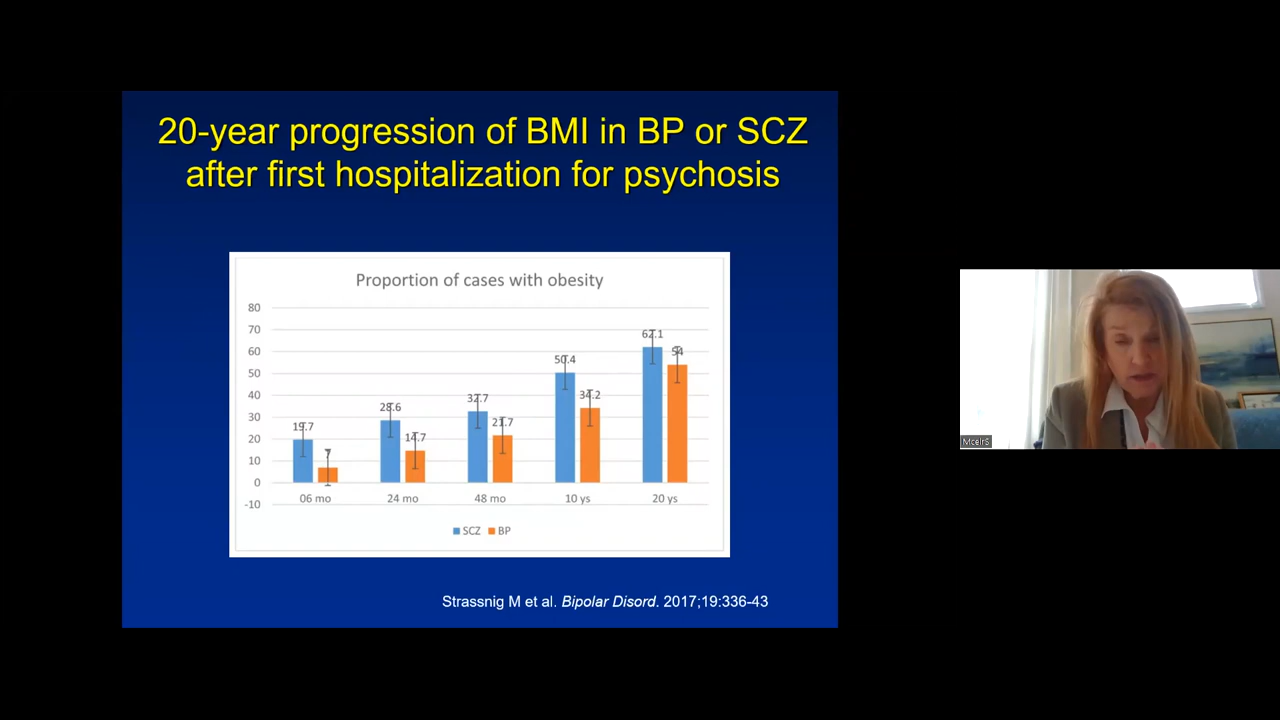 20-year progression of BMI in BP or SCZ
after first hospitalization for psychosis
Proportion of cases with obesity
80
70
60
50
40
30
20
10
0
-10
19.7
7
28.6
14.7
32.7
21.7
50.4
34.2
62.1
54
06 mo
24 mo
48 mo
10 ys
20 ys
SCZ BP
Strassnig M et al. Bipolar Disord. 2017;19:336-43
McelrS